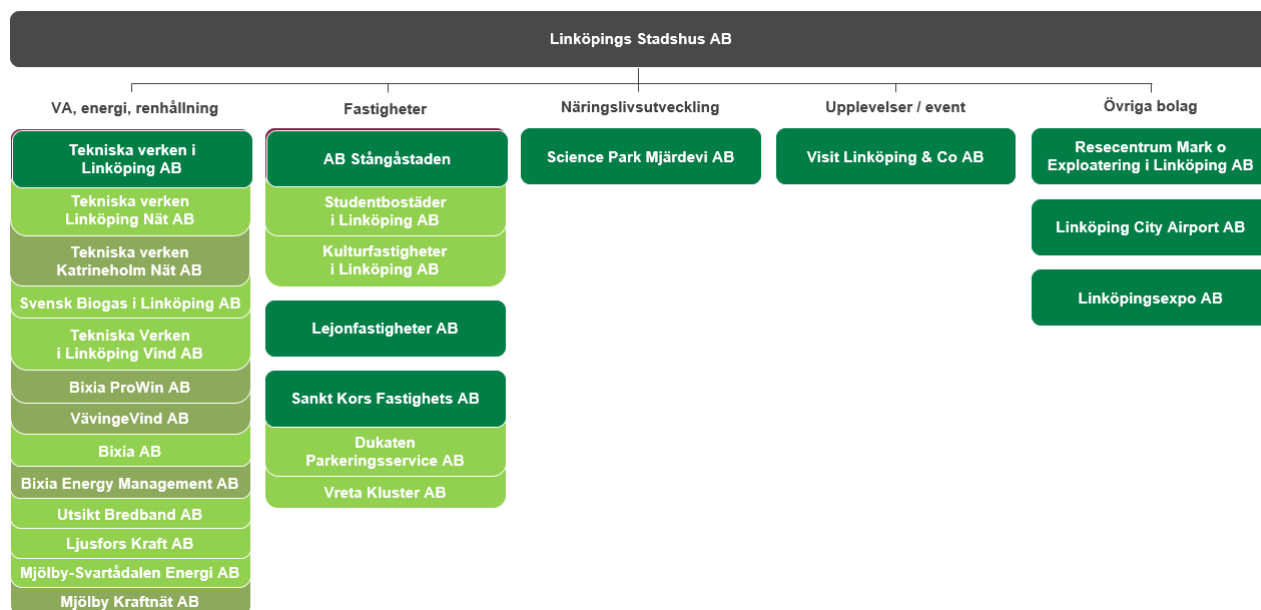 Linköpings Stadshus AB
VA, energi, renhållning
Tekniska verken i
Linköping AB
Tekniska verken
Linköping Nät AB
Tekniska verken
Katrineholm Nät AB
Svensk Biogas i Linköping AB
Tekniska Verken
i Linköping Vind AB
Bixia ProWin AB
VävingeVind AB
Bixia AB
Bixia Energy Management AB
Utsikt Bredband AB
Ljusfors Kraft AB
Mjölby-Svartådalen Energi AB
Mjölby Kraftnät AB
Fastigheter
AB Stångåstaden
Studentbostäder
i Linköping AB
Kulturfastigheter
i Linköping AB
Lejonfastigheter AB
Sankt Kors Fastighets AB
Dukaten
Parkeringsservice AB
Vreta Kluster AB
Näringslivsutveckling
Science Park Mjärdevi AB
Upplevelser / event
Visit Linköping & Co AB
Övriga bolag
Resecentrum Mark o
Exploatering i Linköping AB
Linköping City Airport AB
Linköpingsexpo AB